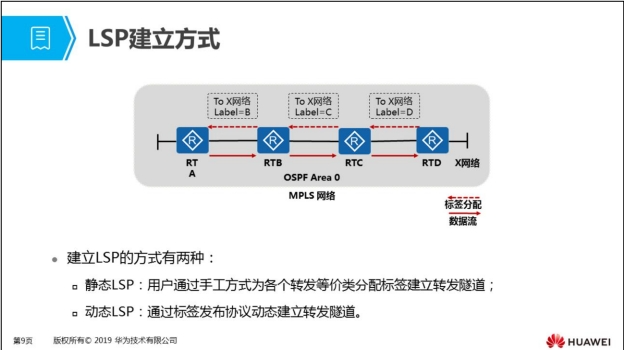 LSP建立方式
To X网络 To X网络 To X网络
Label=B Label=C Label=D
RT
A RTB RTC RTD X网络
OSPF Area 0
MPLS 网络
标签分配
数据流
建立LSP的方式有两种：
静态LSP：用户通过手工方式为各个转发等价类分配标签建立转发隧道；
动态LSP：通过标签发布协议动态建立转发隧道。
第9页 版权所有© 2019 华为技术有限公司
HUAWEI